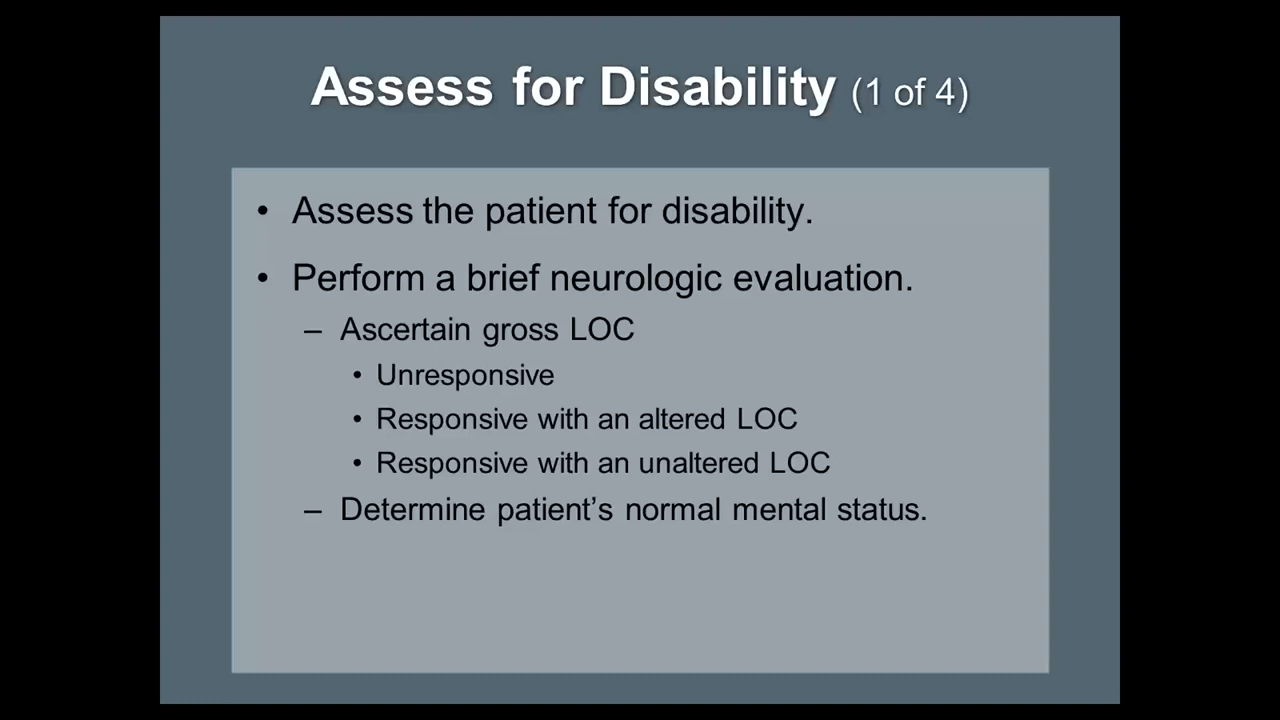 Assess for Disability (1 of 4)
• Assess the patient for disability.
• Perform a brief neurologic evaluation.
– Ascertain gross LOC
• Unresponsive
• Responsive with an altered LOC
• Responsive with an unaltered LOC
– Determine patient’s normal mental status.